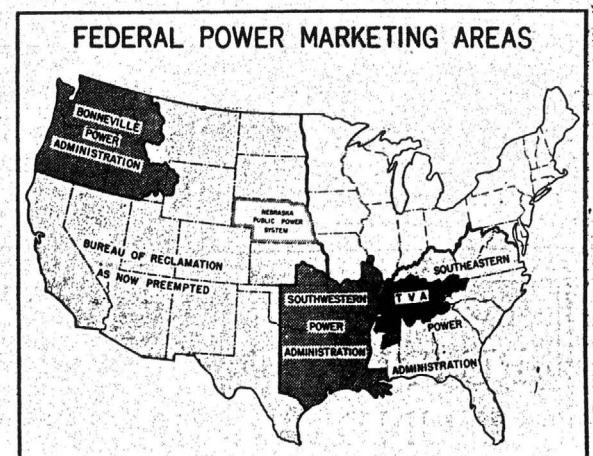 FEDERAL POWER MARKETING AREAS
BONNEVILLE
POWER
ADMINISTRATION
NEBRASKA
PUBLIC POWER
SYSTEM
BUREAU OF RECLAMATION
AS NOW PREEMPTED
SOUTHWESTERN
POWER
ADMINISTRATION
T V A
SOUTHEASTERN
POWER
ADMINISTRATION